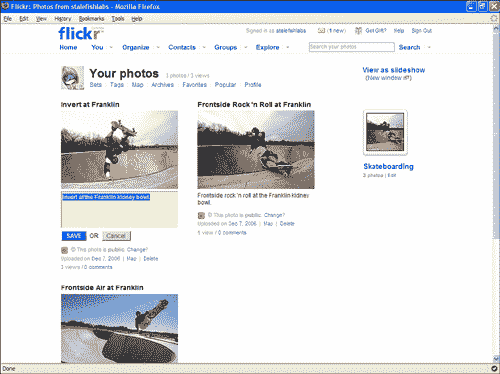 Flickr: Photos from stalefishlabs - Mozilla Firefox
File Edit View History Bookmarks Tools Help
flickr
Signed in as stalefishlabs (1 new) Get Gift? Help Sign Out
Home You Organize Contacts Groups Explore Search your photos Search
Your photos 3 photos / 3 views
Sets Tags Map Archives Favorites Popular Profile
View as slideshow
(New window)
Invert at Franklin
Frontside Rock 'n Roll at Franklin
Skateboarding
3 photos | Edit
Invert at the Franklin kidney bowl.
Frontside rock 'n roll at the Franklin kidney
bowl.
SAVE OR Cancel
This photo is public. Change?
Uploaded on Dec 7, 2006 | Map | Delete
1 view / 0 comments
This photo is public. Change?
Uploaded on Dec 7, 2006 | Map | Delete
2 views / 0 comments
Frontside Air at Franklin
Done